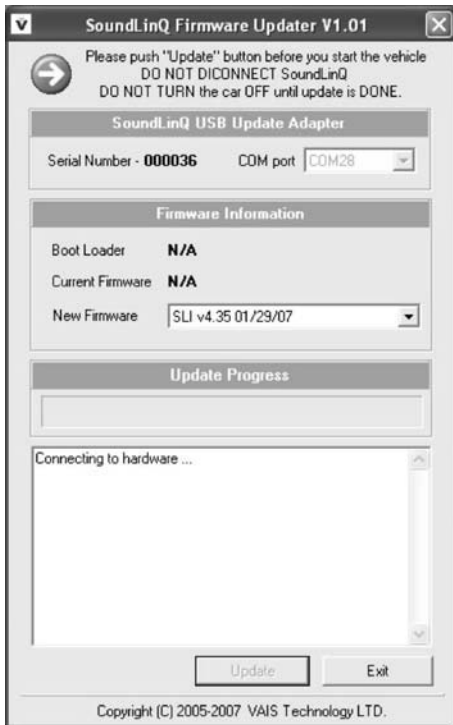 SoundLinQ Firmware Updater V1.01
Please push "Update" button before you start the vehicle
DO NOT DICONNECT SoundLinQ
DO NOT TURN the car OFF until update is DONE.
SoundLinQ USB Update Adapter
Serial Number - 000036 COM port COM28
Firmware Information
Boot Loader N/A
Current Firmware N/A
New Firmware SLI v4.35 01/29/07
Update Progress
Connecting to hardware ...
Update Exit
Copyright (C) 2005-2007 VAIS Technology LTD.